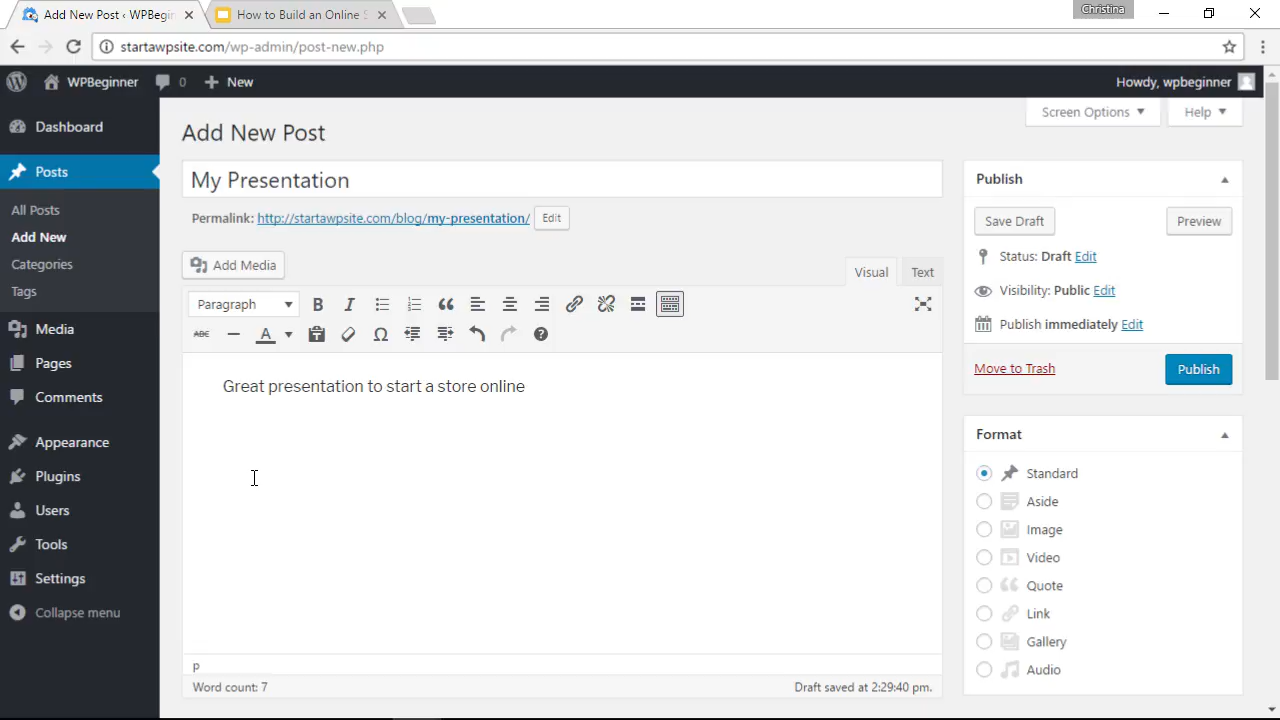 Add New Post ‹ WPBegin
How to Build an Online S
Christina
startawpsite.com/wp-admin/post-new.php
WPBeginner
0
New
Howdy, wpbeginner
Dashboard
Posts
All Posts
Add New
Categories
Tags
Media
Pages
Comments
Appearance
Plugins
Users
Tools
Settings
Collapse menu
Screen Options
Help
Add New Post
My Presentation
Permalink: http://startawpsite.com/blog/my-presentation/ Edit
Add Media
Visual Text
Paragraph
B I
ABC A Ω
Great presentation to start a store online
p
Word count: 7
Draft saved at 2:29:40 pm.
Publish
Save Draft Preview
Status: Draft Edit
Visibility: Public Edit
Publish immediately Edit
Move to Trash Publish
Format
Standard
Aside
Image
Video
Quote
Link
Gallery
Audio